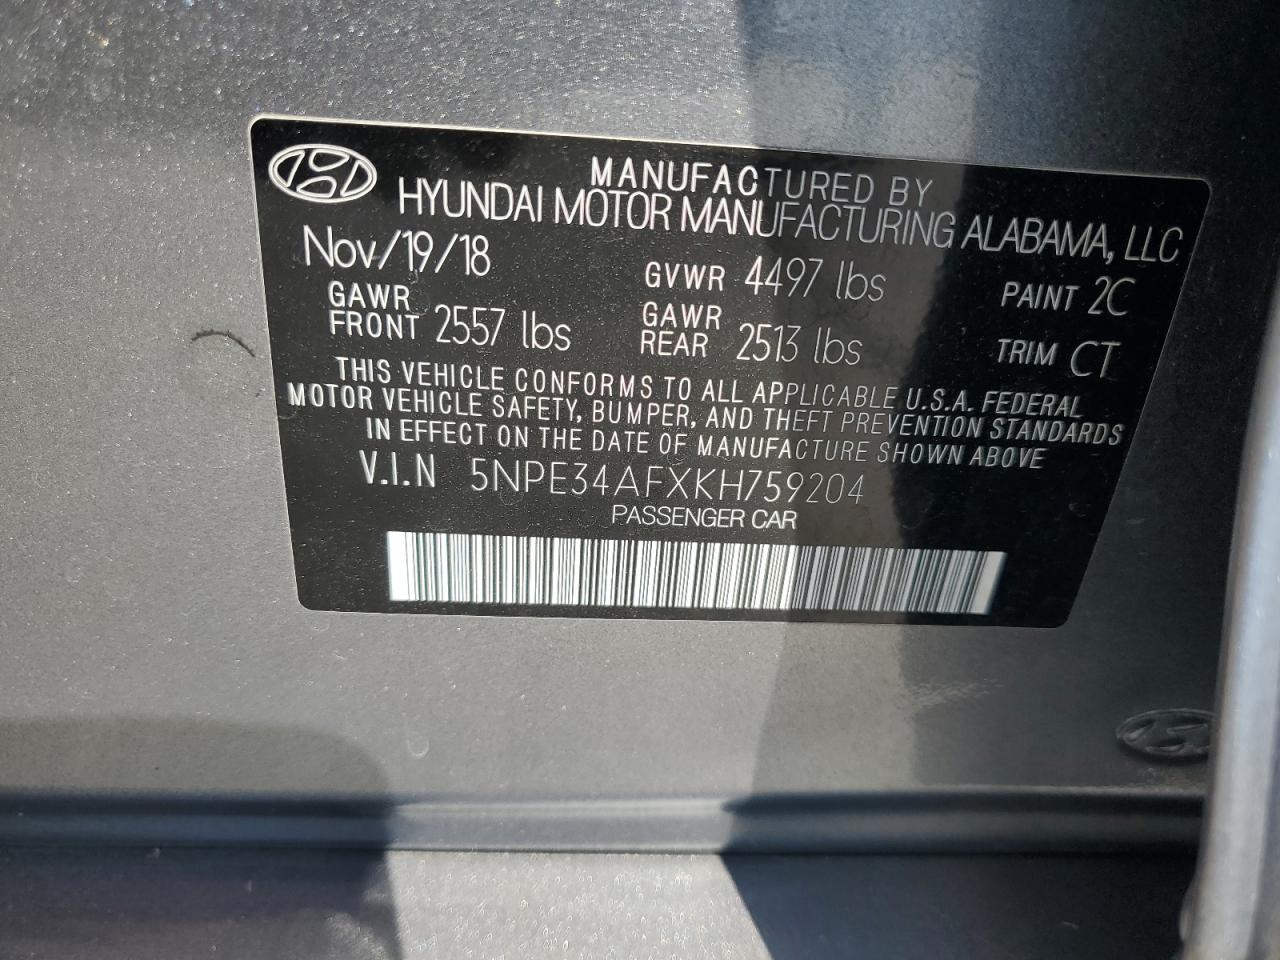 MANUFACTURED BY
HYUNDAI MOTOR MANUFACTURING ALABAMA, LLC
Nov/19/18 GVWR 4497 lbs PAINT 2C
GAWR FRONT 2557 lbs GAWR REAR 2513 lbs TRIM CT
THIS VEHICLE CONFORMS TO ALL APPLICABLE U.S.A. FEDERAL
MOTOR VEHICLE SAFETY, BUMPER, AND THEFT PREVENTION STANDARDS
IN EFFECT ON THE DATE OF MANUFACTURE SHOWN ABOVE
V.I.N 5NPE34AFXKH759204
PASSENGER CAR